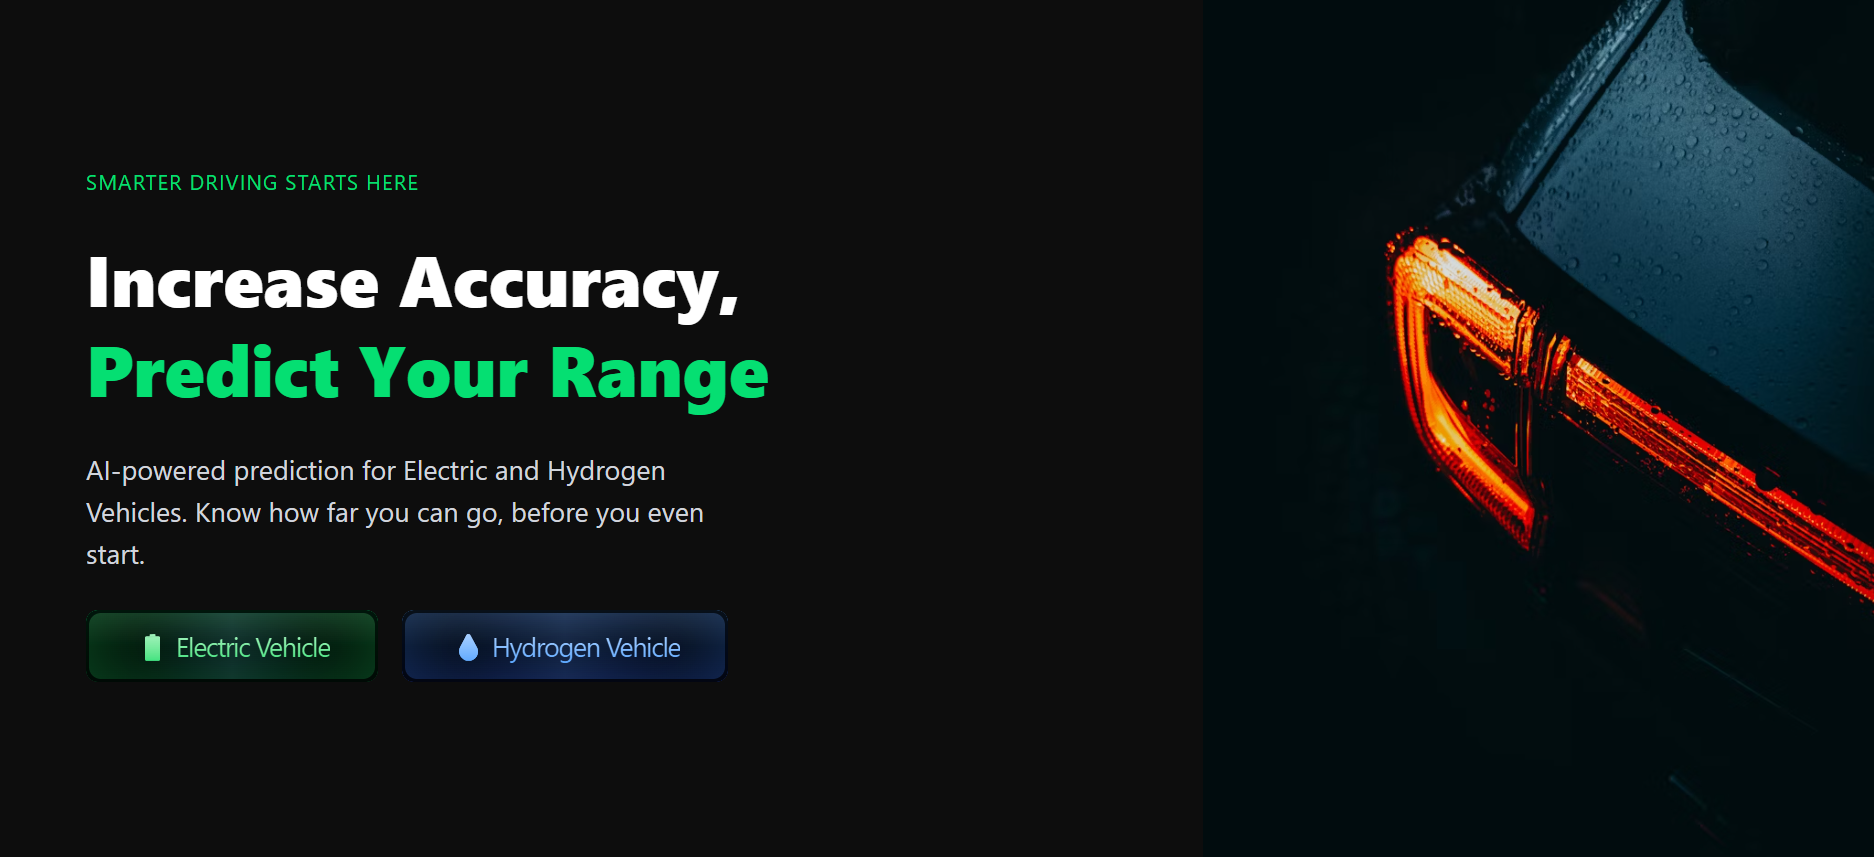 SMARTER DRIVING STARTS HERE
Increase Accuracy,
Predict Your Range
AI-powered prediction for Electric and Hydrogen
Vehicles. Know how far you can go, before you even
start.
Electric Vehicle
Hydrogen Vehicle